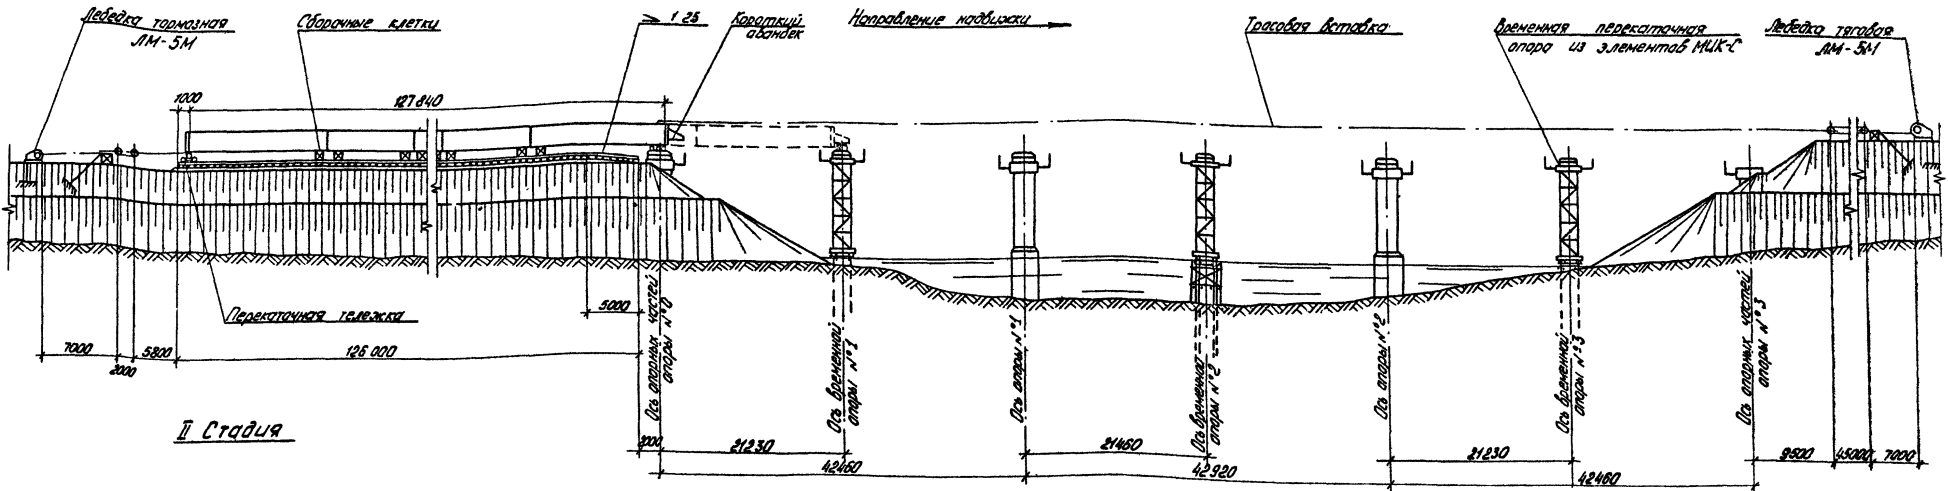 Лебедка тормозная
ЛМ-5М
Сборочные клетки
1:25
Короткий
аванбек
Направление надвижки
Трасовая вставка
Временная перекаточная
опора из элементов МИК-С
Лебедка тяговая
ЛМ-5М
1000
127840
Перекаточная тележка
5000
7000
2000
5800
126 000
Ось опорных частей
опоры №0
Ось временной
опоры №1
Ось опоры №1
Ось временной
опоры №2
Ось опоры №2
Ось временной
опоры №3
Ось опорных частей
опоры №3
II Стадия
2000
21230
21460
21230
9500
45000
7000
42460
42920
42460